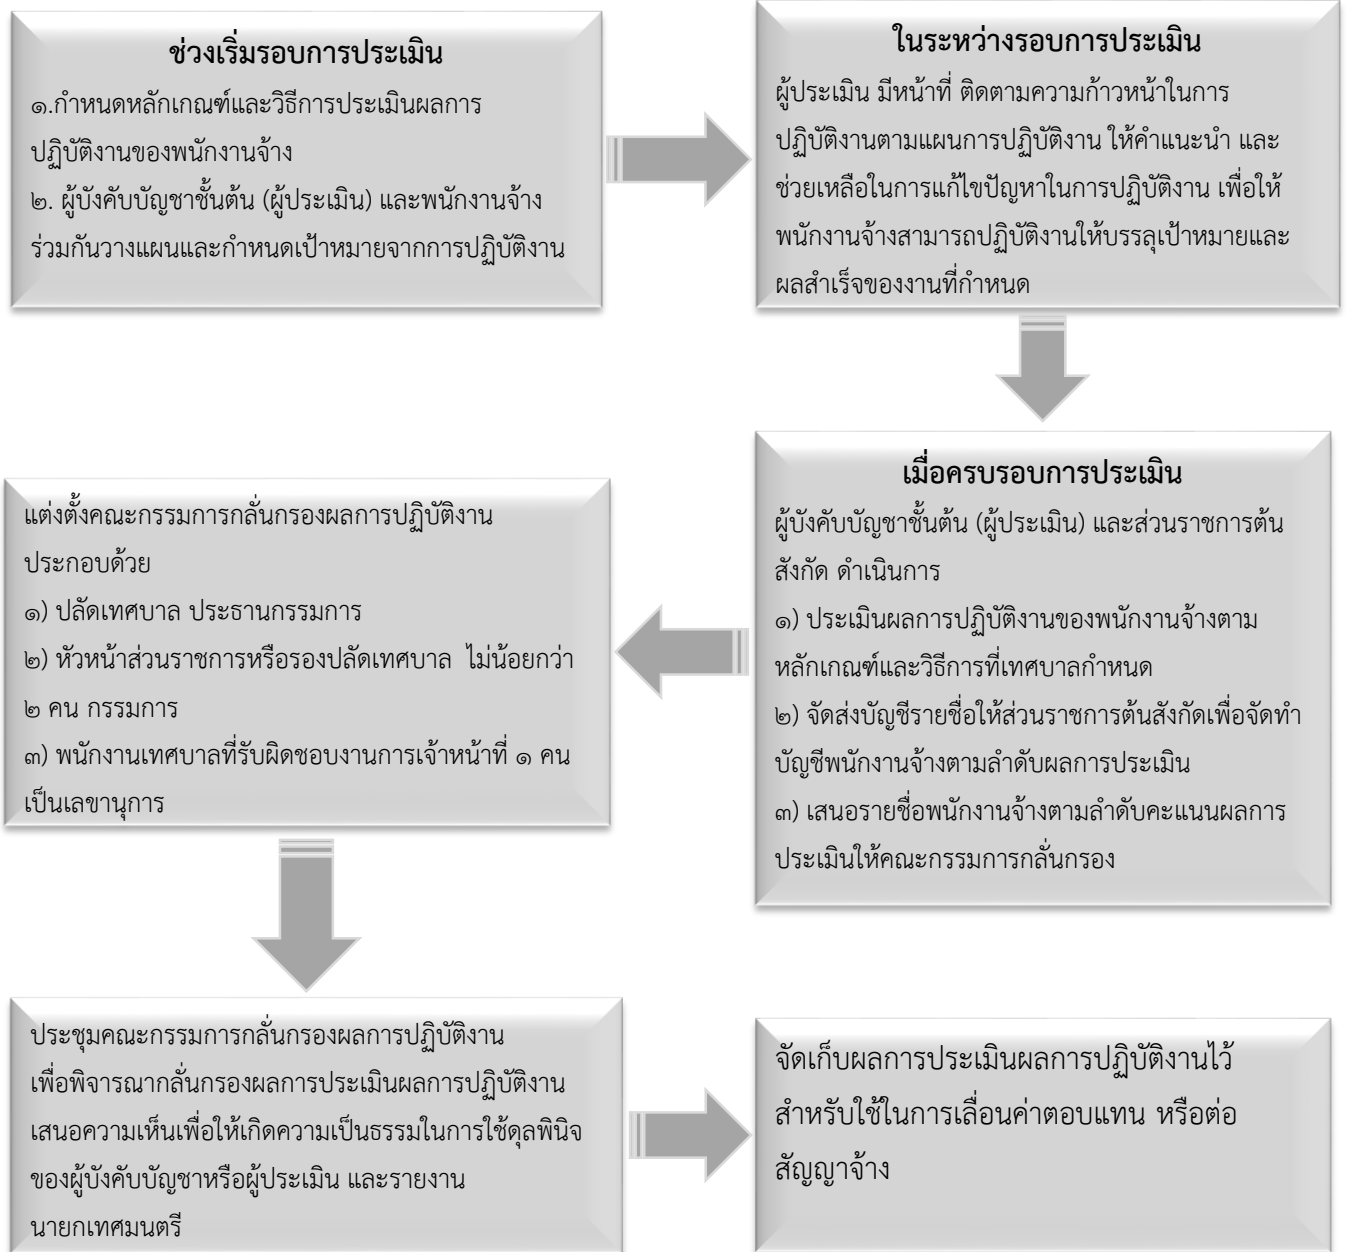 ช่วงเริ่มรอบการประเมิน
๑.กำหนดหลักเกณฑ์และวิธีการประเมินผลการ
ปฏิบัติงานของพนักงานจ้าง
๒. ผู้บังคับบัญชาชั้นต้น (ผู้ประเมิน) และพนักงานจ้าง
ร่วมกันวางแผนและกำหนดเป้าหมายจากการปฏิบัติงาน
ในระหว่างรอบการประเมิน
ผู้ประเมิน มีหน้าที่ ติดตามความก้าวหน้าในการ
ปฏิบัติงานตามแผนการปฏิบัติงาน ให้คำแนะนำ และ
ช่วยเหลือในการแก้ไขปัญหาในการปฏิบัติงาน เพื่อให้
พนักงานจ้างสามารถปฏิบัติงานให้บรรลุเป้าหมายและ
ผลสำเร็จของงานที่กำหนด
เมื่อครบรอบการประเมิน
ผู้บังคับบัญชาชั้นต้น (ผู้ประเมิน) และส่วนราชการต้น
สังกัด ดำเนินการ
๑) ประเมินผลการปฏิบัติงานของพนักงานจ้างตาม
หลักเกณฑ์และวิธีการที่เทศบาลกำหนด
๒) จัดส่งบัญชีรายชื่อให้ส่วนราชการต้นสังกัดเพื่อจัดทำ
บัญชีพนักงานจ้างตามลำดับผลการประเมิน
๓) เสนอรายชื่อพนักงานจ้างตามลำดับคะแนนผลการ
ประเมินให้คณะกรรมการกลั่นกรอง
แต่งตั้งคณะกรรมการกลั่นกรองผลการปฏิบัติงาน
ประกอบด้วย
๑) ปลัดเทศบาล ประธานกรรมการ
๒) หัวหน้าส่วนราชการหรือรองปลัดเทศบาล ไม่น้อยกว่า
๒ คน กรรมการ
๓) พนักงานเทศบาลที่รับผิดชอบงานการเจ้าหน้าที่ ๑ คน
เป็นเลขานุการ
ประชุมคณะกรรมการกลั่นกรองผลการปฏิบัติงาน
เพื่อพิจารณากลั่นกรองผลการประเมินผลการปฏิบัติงาน
เสนอความเห็นเพื่อให้เกิดความเป็นธรรมในการใช้ดุลพินิจ
ของผู้บังคับบัญชาหรือผู้ประเมิน และรายงาน
นายกเทศมนตรี
จัดเก็บผลการประเมินผลการปฏิบัติงานไว้
สำหรับใช้ในการเลื่อนค่าตอบแทน หรือต่อ
สัญญาจ้าง